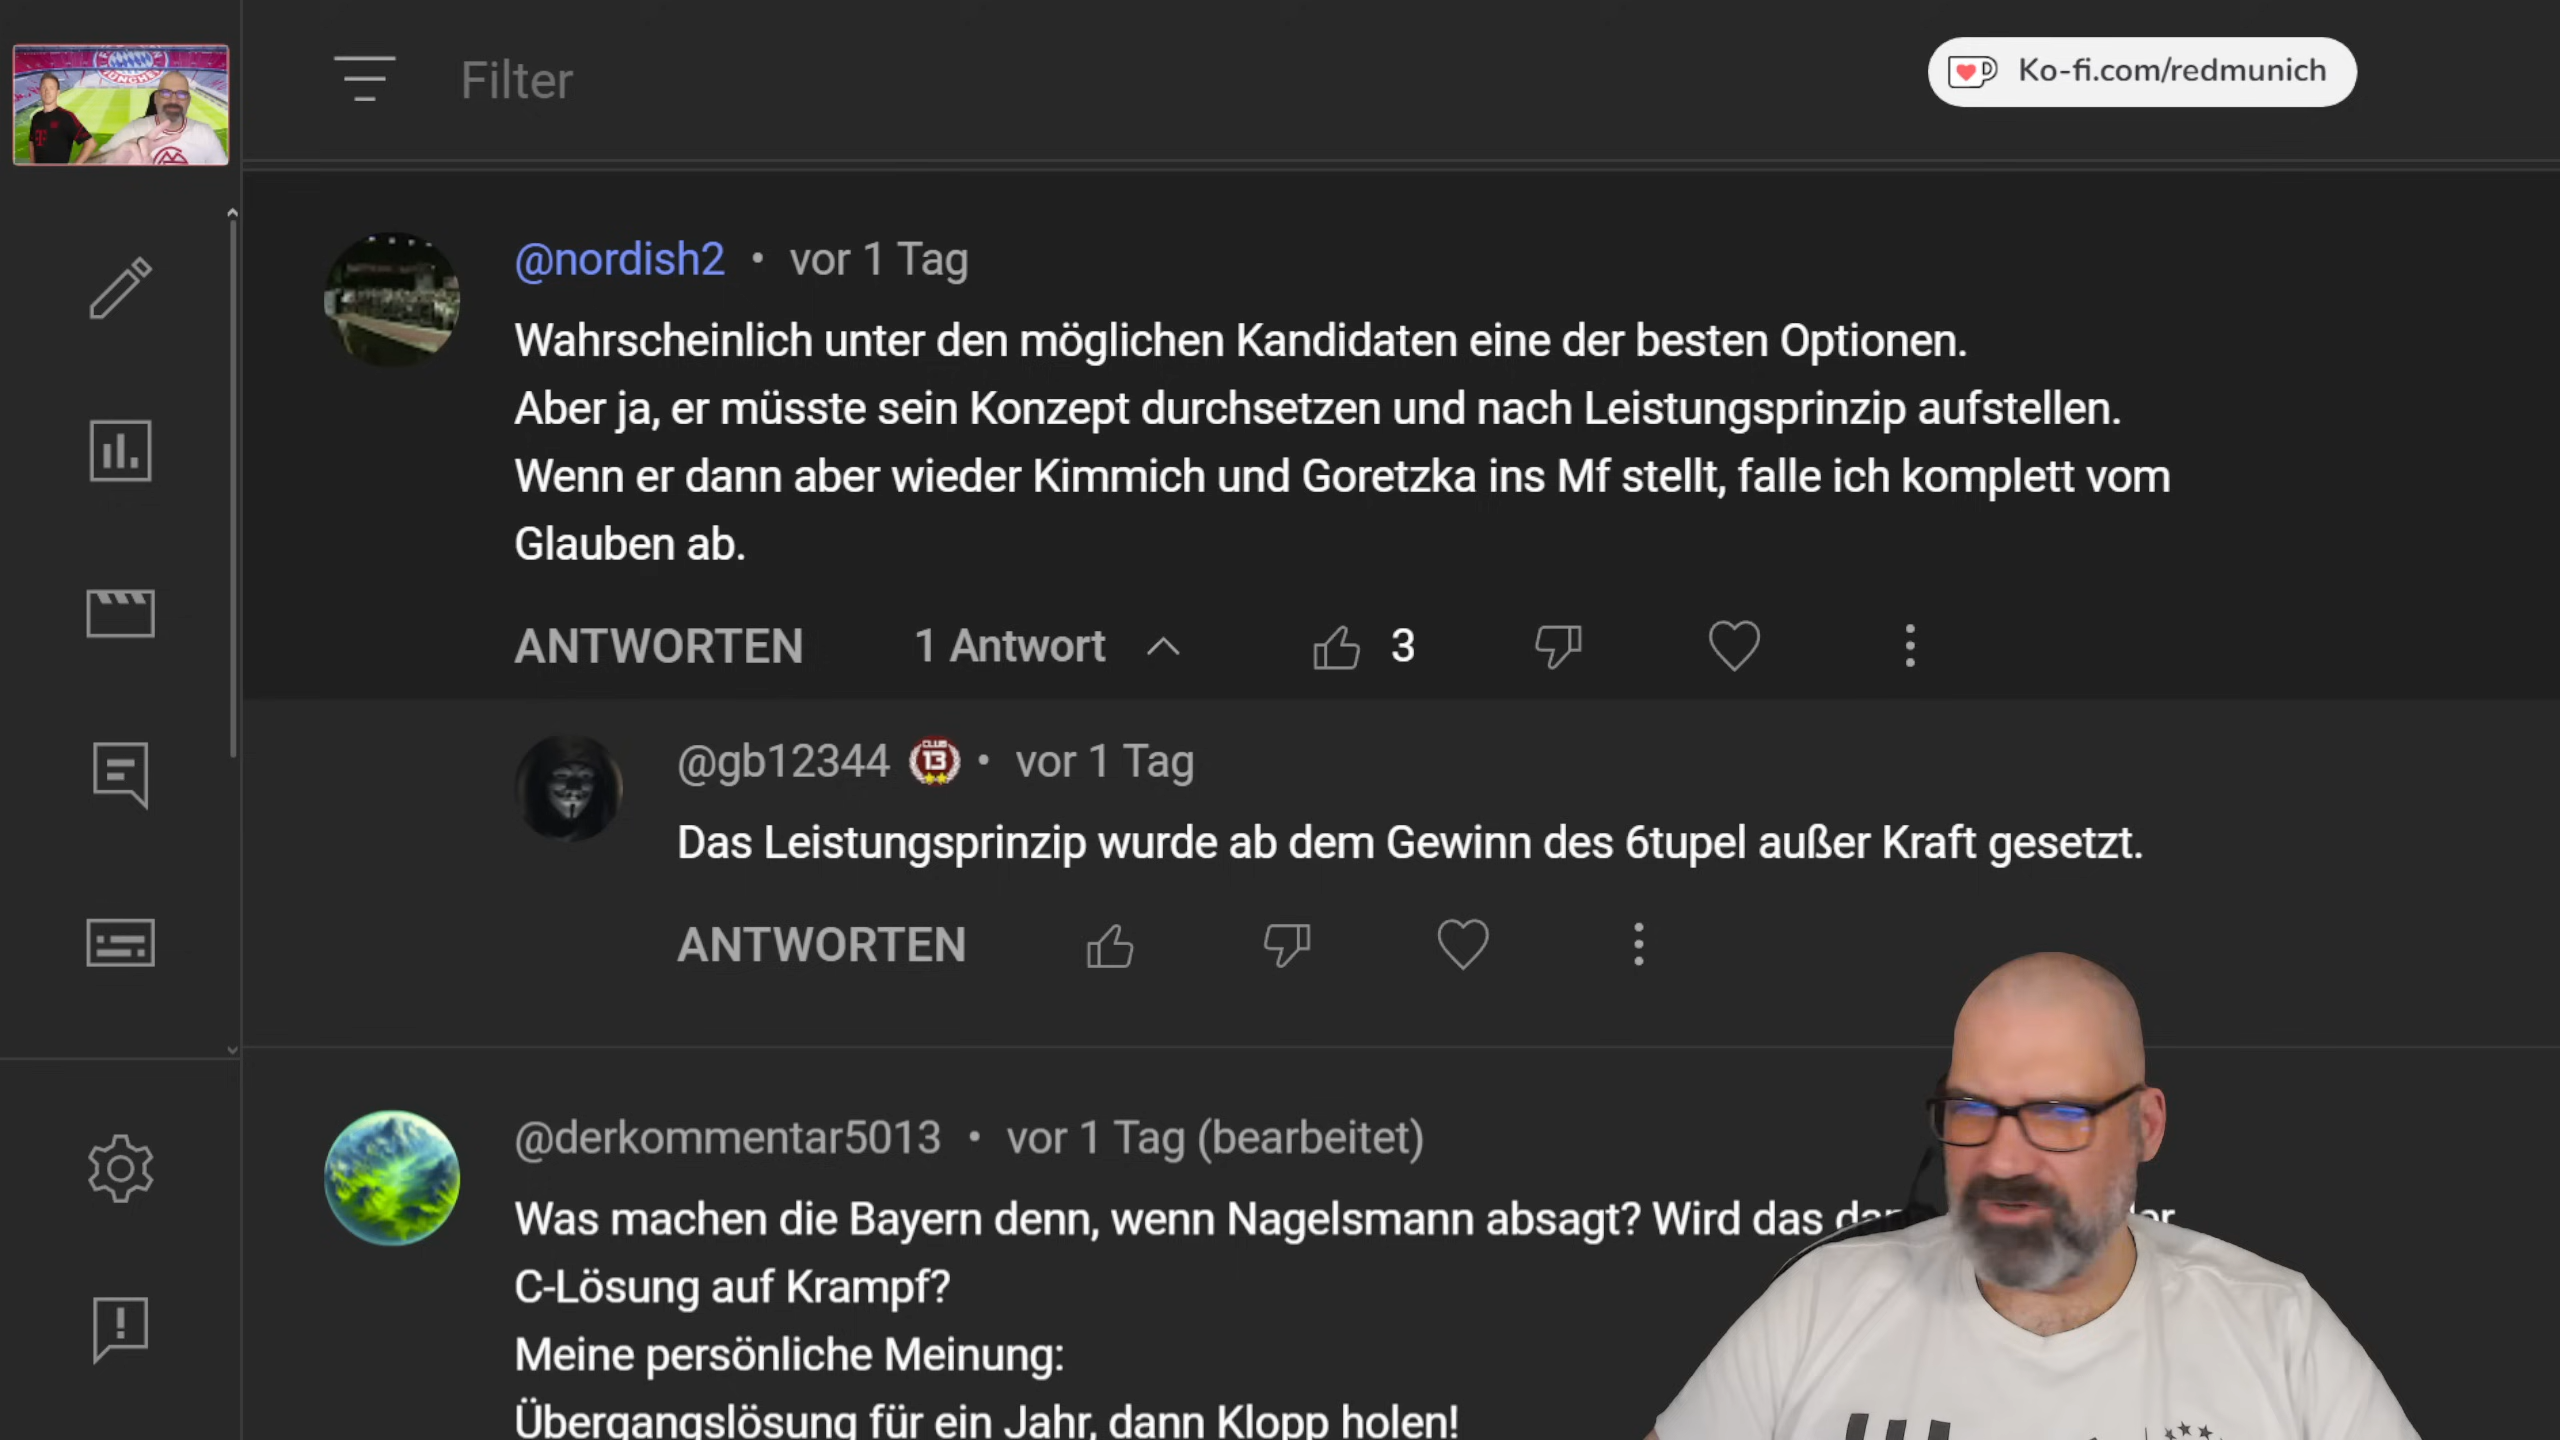 Filter
Ko-fi.com/redmunich
@nordish2 • vor 1 Tag
Wahrscheinlich unter den möglichen Kandidaten eine der besten Optionen.
Aber ja, er müsste sein Konzept durchsetzen und nach Leistungsprinzip aufstellen.
Wenn er dann aber wieder Kimmich und Goretzka ins Mf stellt, falle ich komplett vom
Glauben ab.
ANTWORTEN 1 Antwort 3
@gb12344 CLUB 13 • vor 1 Tag
Das Leistungsprinzip wurde ab dem Gewinn des 6tupel außer Kraft gesetzt.
ANTWORTEN
@derkommentar5013 • vor 1 Tag (bearbeitet)
Was machen die Bayern denn, wenn Nagelsmann absagt? Wird das
C-Lösung auf Krampf?
Meine persönliche Meinung:
Übergangslösung für ein Jahr, dann Klopp holen!